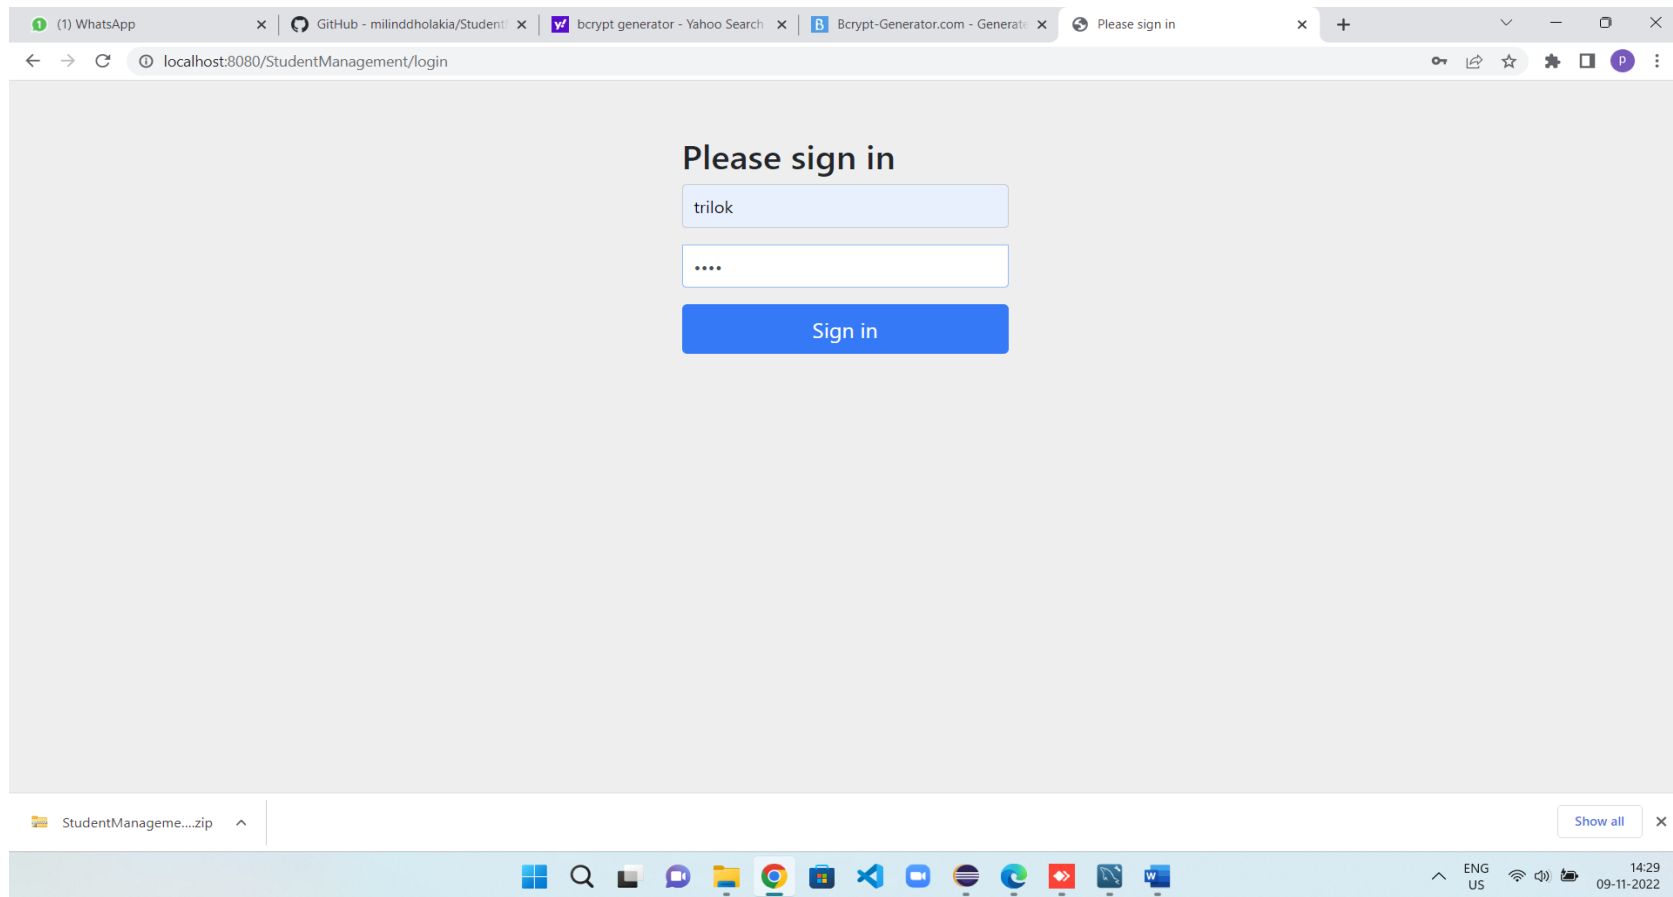 (1) WhatsApp
GitHub - milinddholakia/Student
bcrypt generator - Yahoo Search
Bcrypt-Generator.com - Generate
Please sign in
localhost:8080/StudentManagement/login
P
Please sign in
trilok
••••
Sign in
StudentManageme....zip
Show all
ENG
US
14:29
09-11-2022